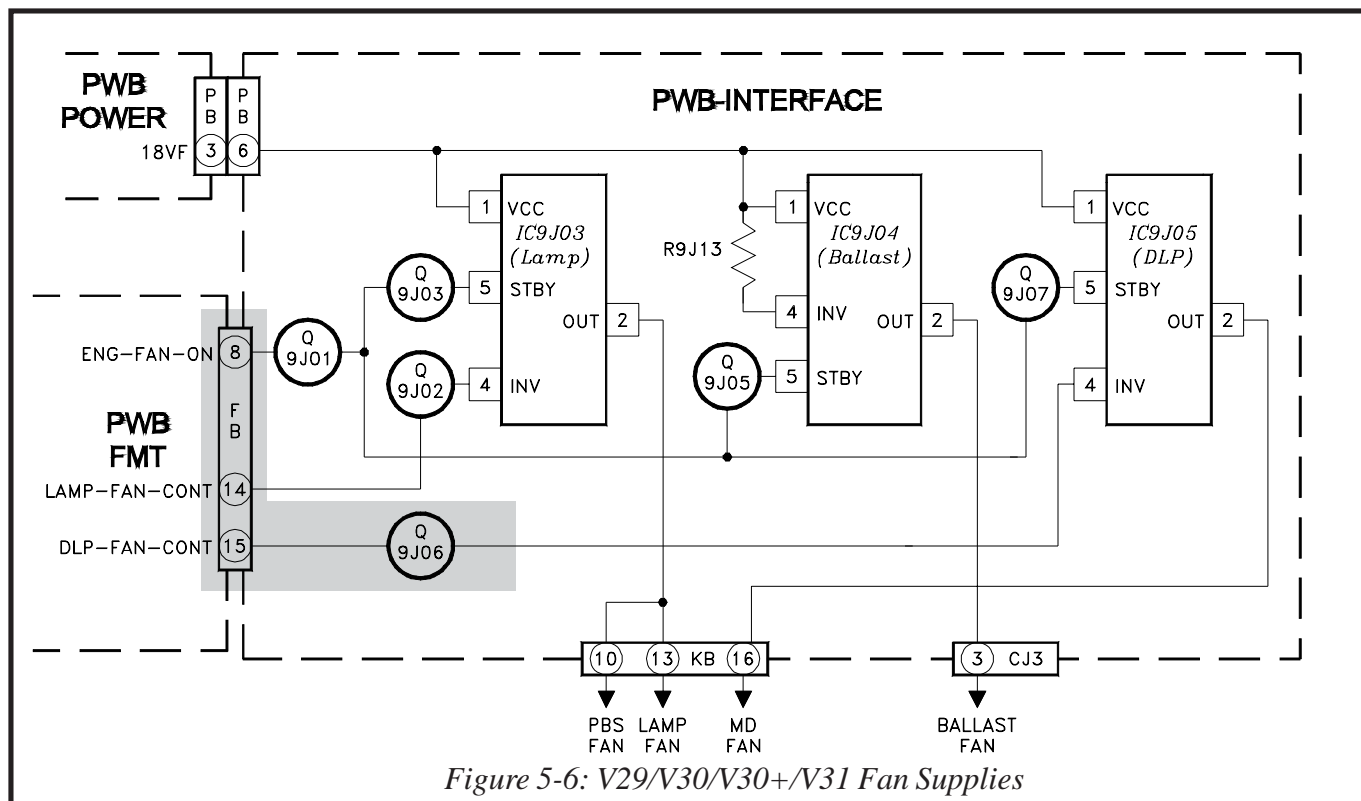 PWB
POWER
P
B
P
B
PWB-INTERFACE
18VF
3
6
1
VCC
IC9J03
(Lamp)
1
VCC
IC9J04
(Ballast)
1
VCC
IC9J05
(DLP)
R9J13
Q
9J03
5
STBY
Q
9J07
5
STBY
OUT
2
4
INV
OUT
2
OUT
2
ENG-FAN-ON
8
Q
9J01
Q
9J02
4
INV
Q
9J05
5
STBY
4
INV
F
B
PWB
FMT
LAMP-FAN-CONT
14
DLP-FAN-CONT
15
Q
9J06
10
13
KB
16
3
CJ3
PBS
FAN
LAMP
FAN
MD
FAN
BALLAST
FAN
Figure 5-6: V29/V30/V30+/V31 Fan Supplies